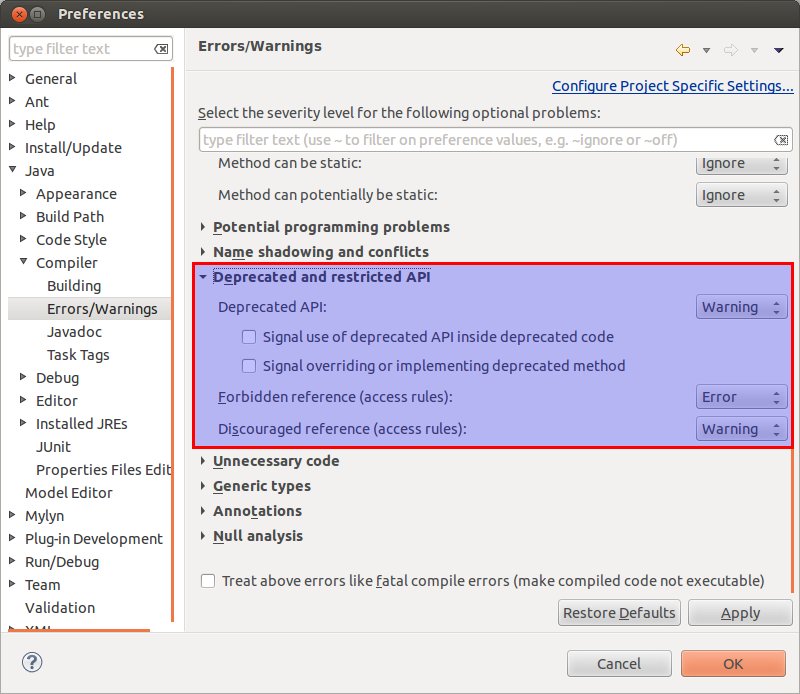 Preferences
type filter text
General
Ant
Help
Install/Update
Java
Appearance
Build Path
Code Style
Compiler
Building
Errors/Warnings
Javadoc
Task Tags
Debug
Editor
Installed JREs
JUnit
Properties Files Edit
Model Editor
Mylyn
Plug-in Development
Run/Debug
Team
Validation
XML
Errors/Warnings
Configure Project Specific Settings...
Select the severity level for the following optional problems:
type filter text (use ~ to filter on preference values, e.g. ~ignore or ~off)
Method can be static: Ignore
Method can potentially be static: Ignore
Potential programming problems
Name shadowing and conflicts
Deprecated and restricted API
Deprecated API: Warning
Signal use of deprecated API inside deprecated code
Signal overriding or implementing deprecated method
Forbidden reference (access rules): Error
Discouraged reference (access rules): Warning
Unnecessary code
Generic types
Annotations
Null analysis
Treat above errors like fatal compile errors (make compiled code not executable)
Restore Defaults Apply
? Cancel OK